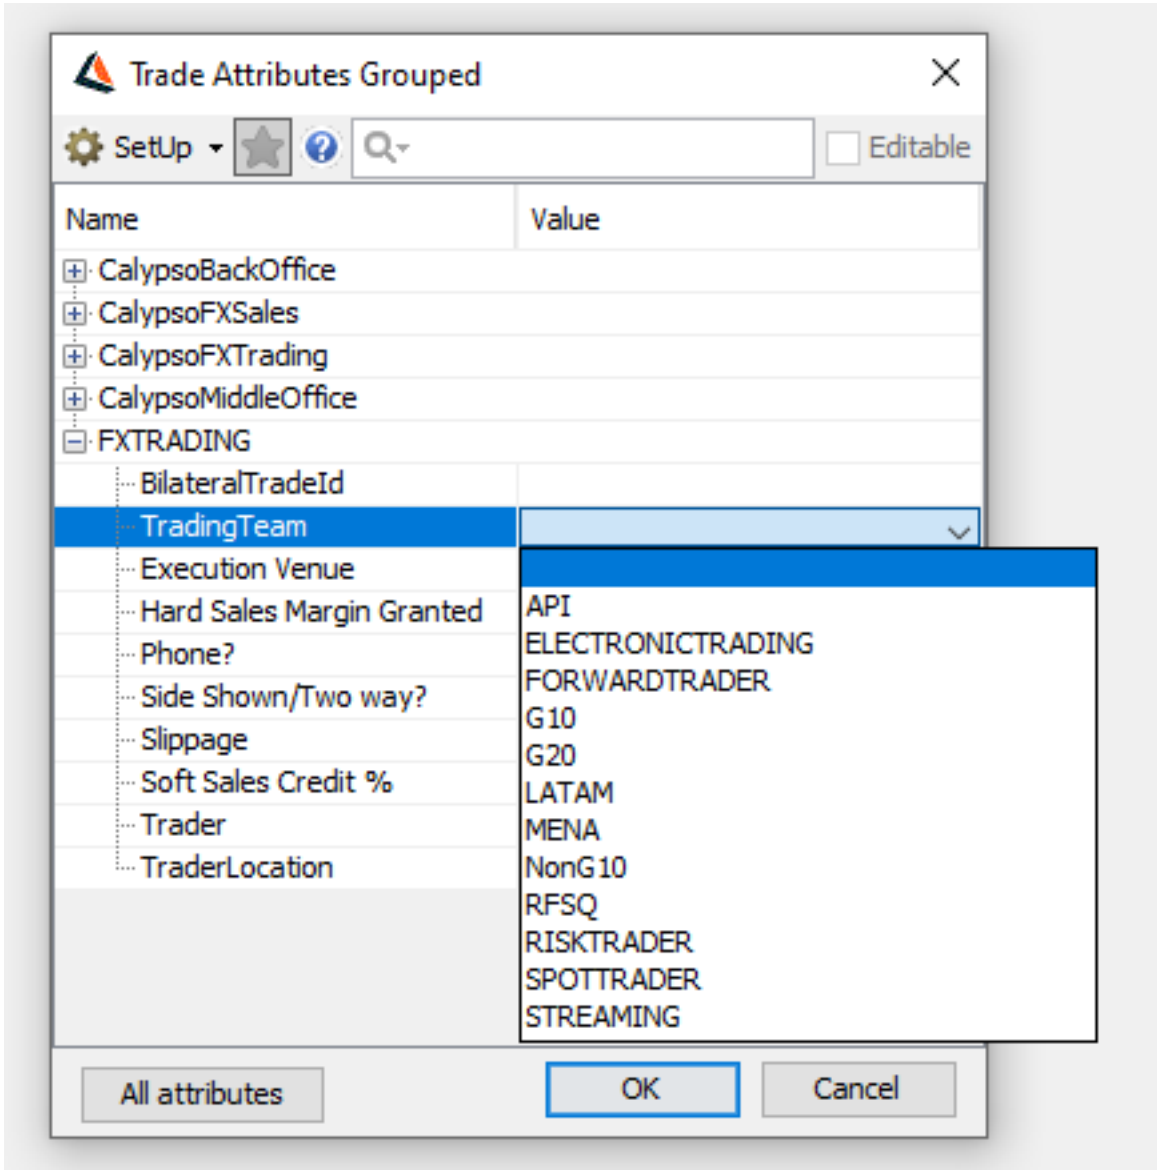 Trade Attributes Grouped
SetUp
Editable
Name Value
CalypsoBackOffice
CalypsoFXSales
CalypsoFXTrading
CalypsoMiddleOffice
FXTRADING
BilateralTradeId
TradingTeam
Execution Venue
Hard Sales Margin Granted
Phone?
Side Shown/Two way?
Slippage
Soft Sales Credit %
Trader
TraderLocation
API
ELECTRONICTRADING
FORWARDTRADER
G10
G20
LATAM
MENA
NonG10
RFSQ
RISKTRADER
SPOTTRADER
STREAMING
All attributes OK Cancel